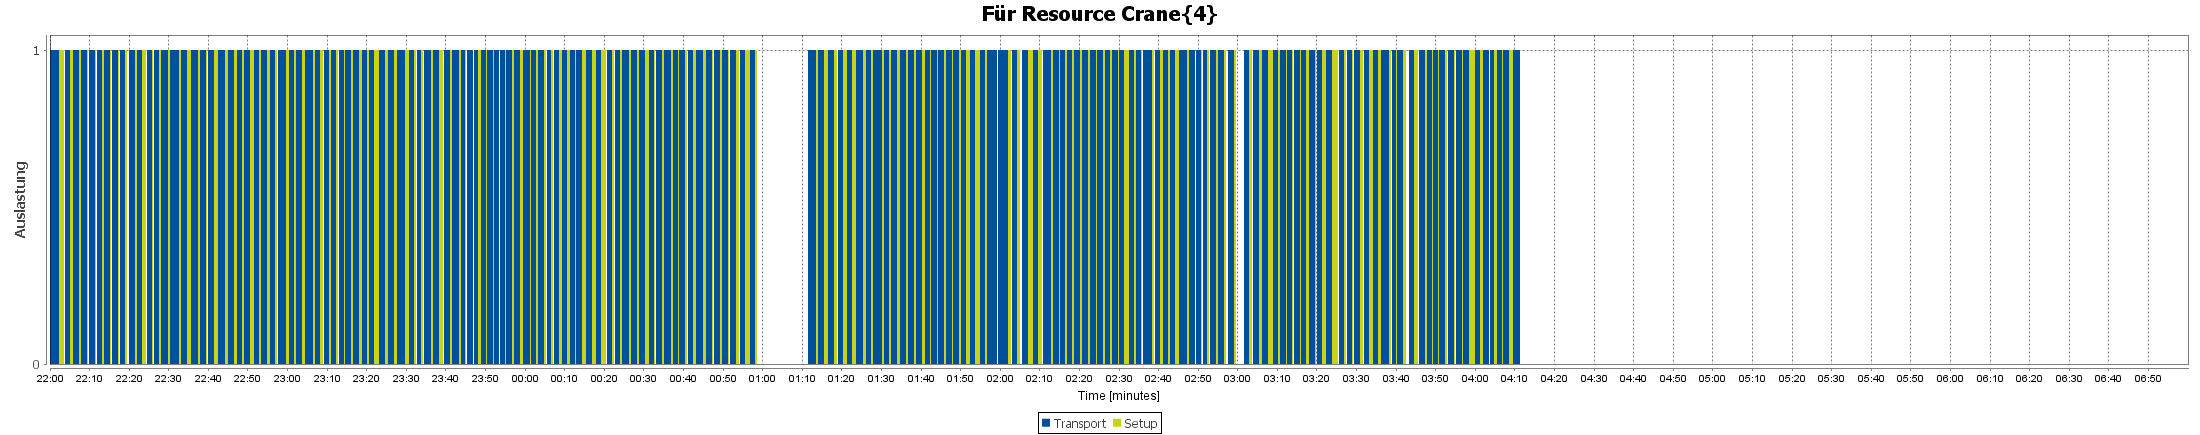 Für Resource Crane{4}
Auslastung
1
0
22:00 22:10 22:20 22:30 22:40 22:50 23:00 23:10 23:20 23:30 23:40 23:50 00:00 00:10 00:20 00:30 00:40 00:50 01:00 01:10 01:20 01:30 01:40 01:50 02:00 02:10 02:20 02:30 02:40 02:50 03:00 03:10 03:20 03:30 03:40 03:50 04:00 04:10 04:20 04:30 04:40 04:50 05:00 05:10 05:20 05:30 05:40 05:50 06:00 06:10 06:20 06:30 06:40 06:50
Time [minutes]
Transport Setup